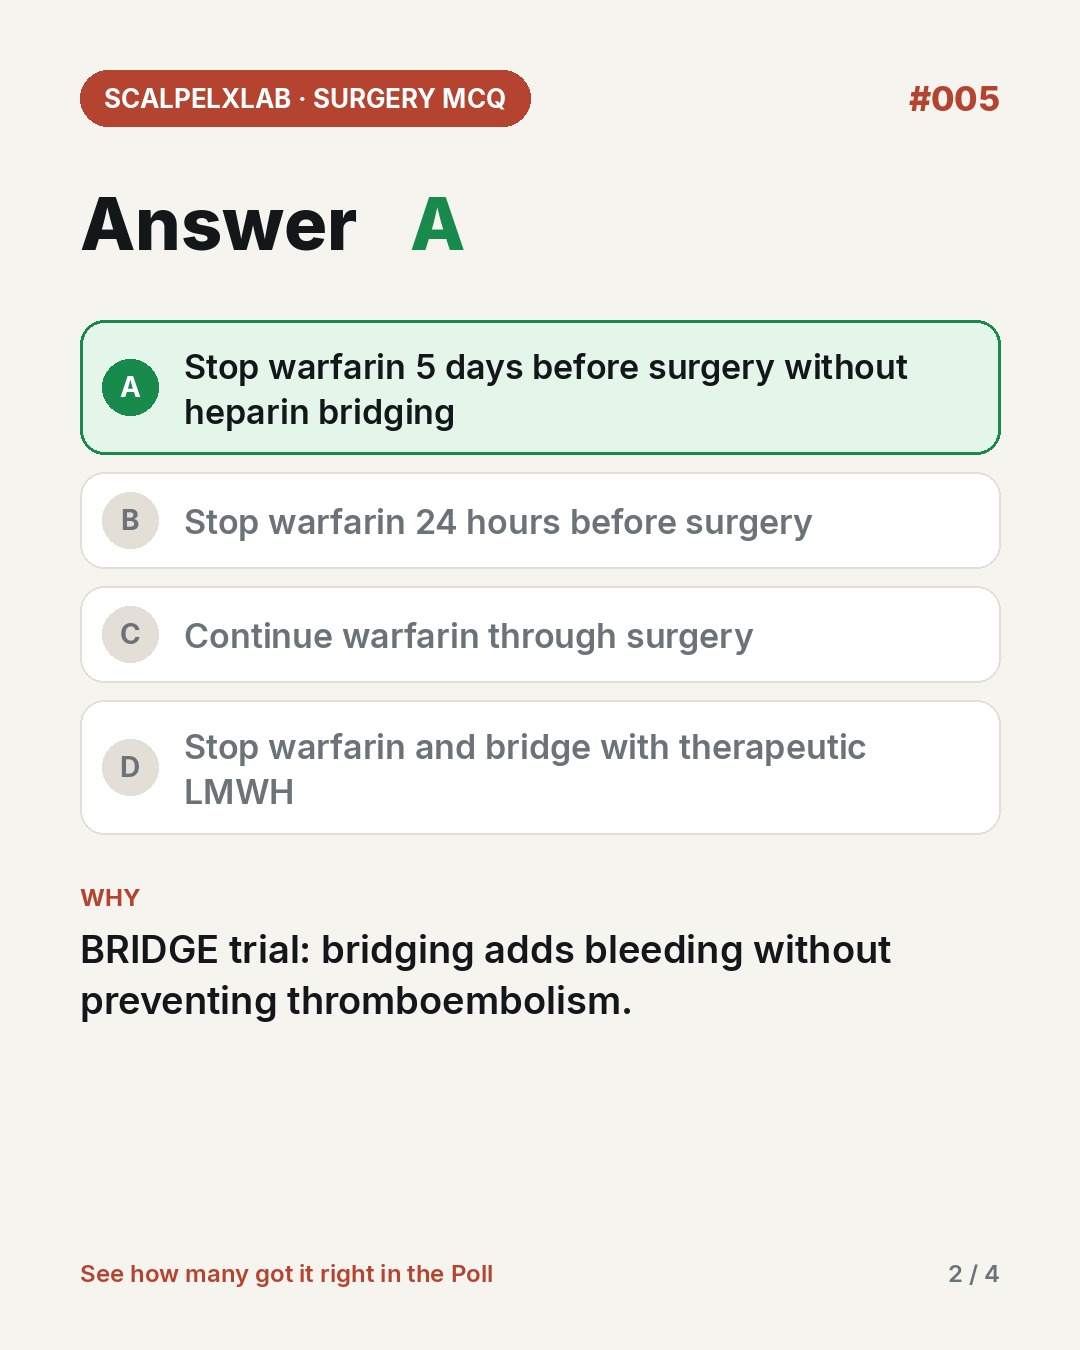 SCALPELXLAB · SURGERY MCQ
#005
Answer A
A
Stop warfarin 5 days before surgery without
heparin bridging
B
Stop warfarin 24 hours before surgery
C
Continue warfarin through surgery
D
Stop warfarin and bridge with therapeutic
LMWH
WHY
BRIDGE trial: bridging adds bleeding without
preventing thromboembolism.
See how many got it right in the Poll
2 / 4